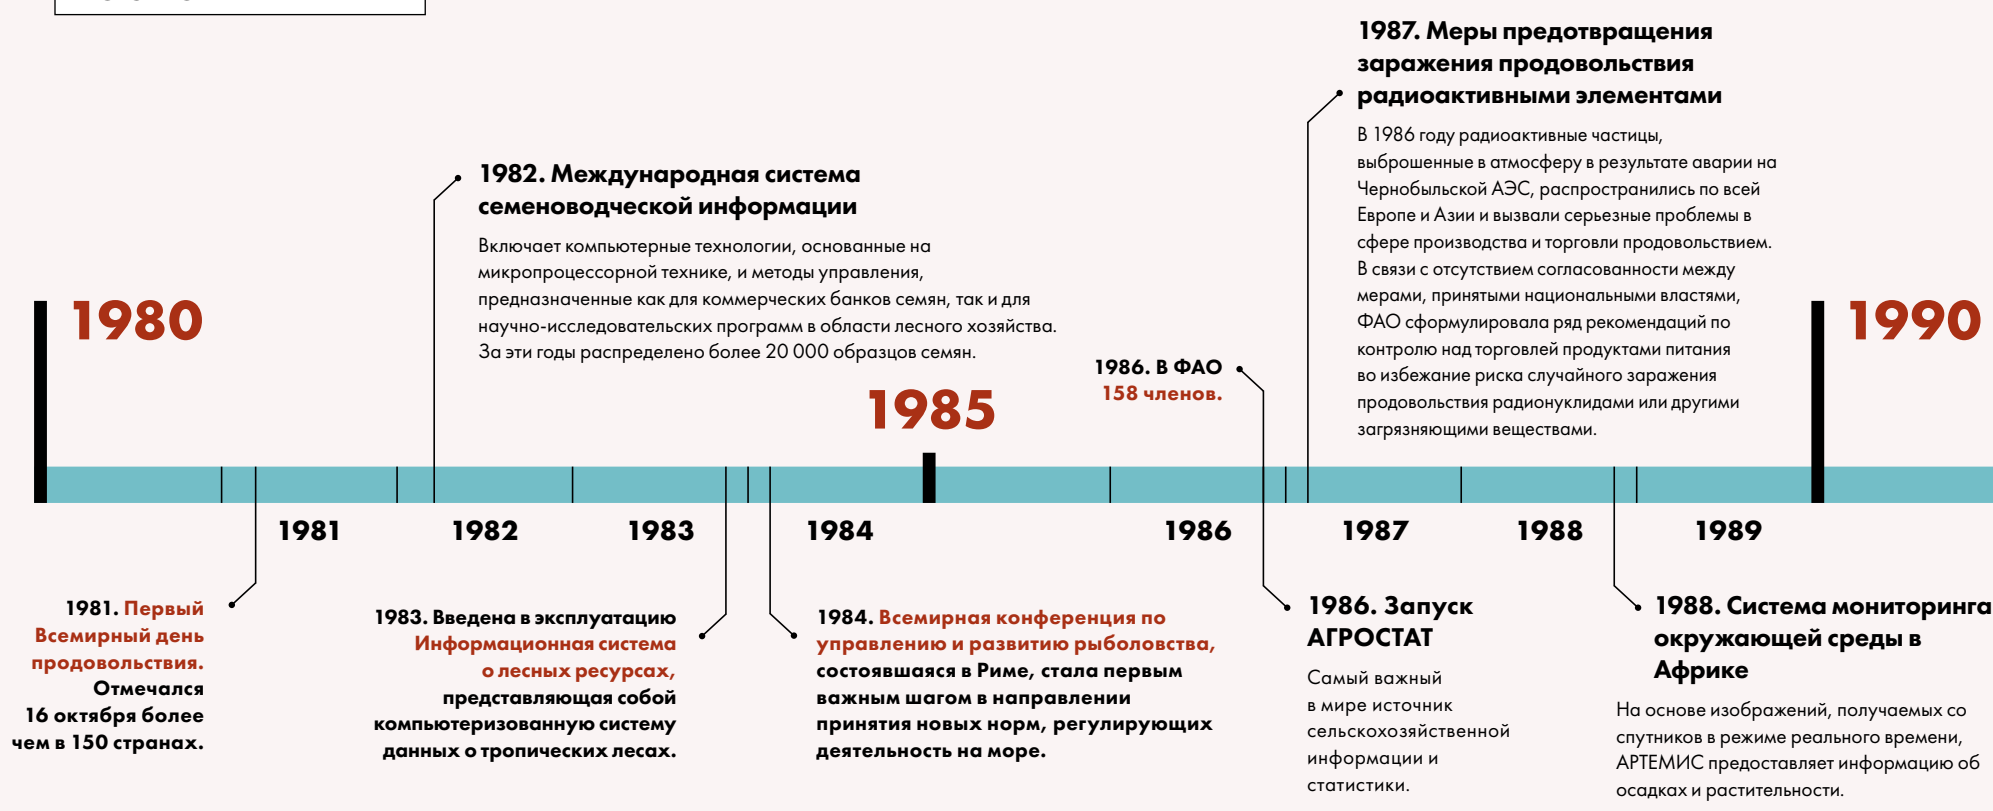 1987. Меры предотвращения
заражения продовольствия
радиоактивными элементами
В 1986 году радиоактивные частицы,
выброшенные в атмосферу в результате аварии на
Чернобыльской АЭС, распространились по всей
Европе и Азии и вызвали серьезные проблемы в
сфере производства и торговли продовольствием.
В связи с отсутствием согласованности между
мерами, принятыми национальными властями,
ФАО сформулировала ряд рекомендаций по
контролю над торговлей продуктами питания
во избежание риска случайного заражения
продовольствия радионуклидами или другими
загрязняющими веществами.
1982. Международная система
семеноводческой информации
Включает компьютерные технологии, основанные на
микропроцессорной технике, и методы управления,
предназначенные как для коммерческих банков семян, так и для
научно-исследовательских программ в области лесного хозяйства.
За эти годы распределено более 20 000 образцов семян.
1980
1985
1986. В ФАО
158 членов.
1990
1981
1982
1983
1984
1986
1987
1988
1989
1981. Первый
Всемирный день
продовольствия.
Отмечался
16 октября более
чем в 150 странах.
1983. Введена в эксплуатацию
Информационная система
о лесных ресурсах,
представляющая собой
компьютеризованную систему
данных о тропических лесах.
1984. Всемирная конференция по
управлению и развитию рыболовства,
состоявшаяся в Риме, стала первым
важным шагом в направлении
принятия новых норм, регулирующих
деятельность на море.
1986. Запуск
АГРОСТАТ
Самый важный
в мире источник
сельскохозяйственной
информации и
статистики.
1988. Система мониторинга
окружающей среды в
Африке
На основе изображений, получаемых со
спутников в режиме реального времени,
АРТЕМИС предоставляет информацию об
осадках и растительности.